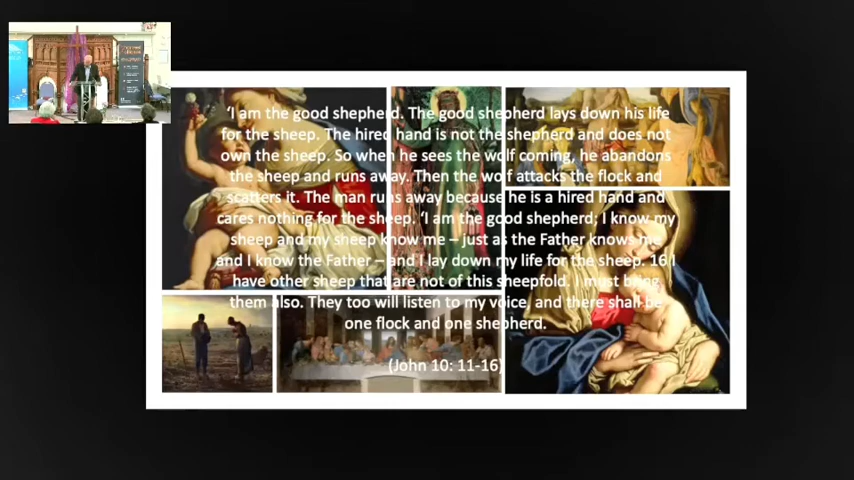 ‘I am the good shepherd. The good shepherd lays down his life
for the sheep. The hired hand is not the shepherd and does not
own the sheep. So when he sees the wolf coming, he abandons
the sheep and runs away. Then the wolf attacks the flock and
scatters it. The man runs away because he is a hired hand and
cares nothing for the sheep. ‘I am the good shepherd; I know my
sheep and my sheep know me – just as the Father knows me
and I know the Father – and I lay down my life for the sheep. 16 I
have other sheep that are not of this sheepfold. I must bring
them also. They too will listen to my voice, and there shall be
one flock and one shepherd.
(John 10: 11-16)